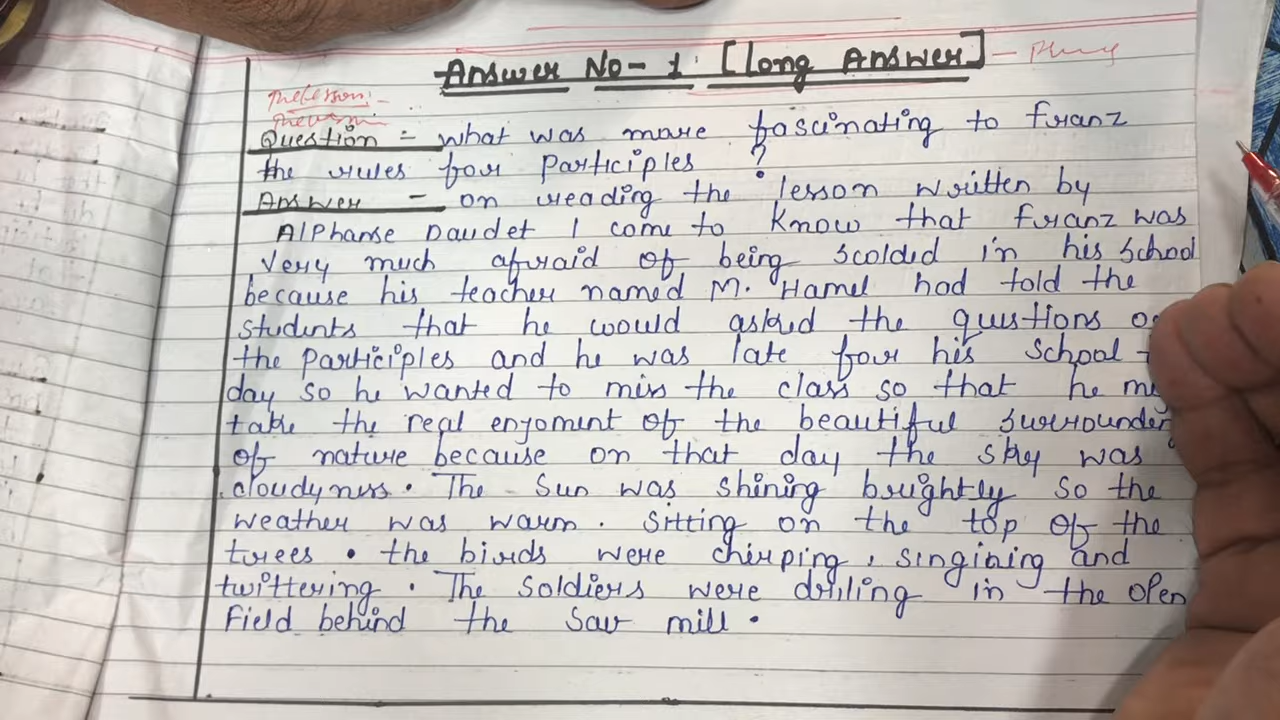 Answer No- 1. [Long Answer]
The lesson:-
Question = what was more fascinating to franz
the rules for Participles ?
Answer - on reading the lesson written by
Alphanse Daudet I come to know that franz was
very much afraid of being scolded in his school
because his teacher named M. Hamel had told the
students that he would asked the questions
the participles and he was late for his school
day so he wanted to miss the class so that he
take the real enyoment of the beautiful
of nature because on that day the sky was
cloudyness. The Sun was shining brightly so the
weather was warm. Sitting on the top of the
trees. the birds were chirping, singining and
twittering. The soldiers were driling in the open
field behind the Saw mill.